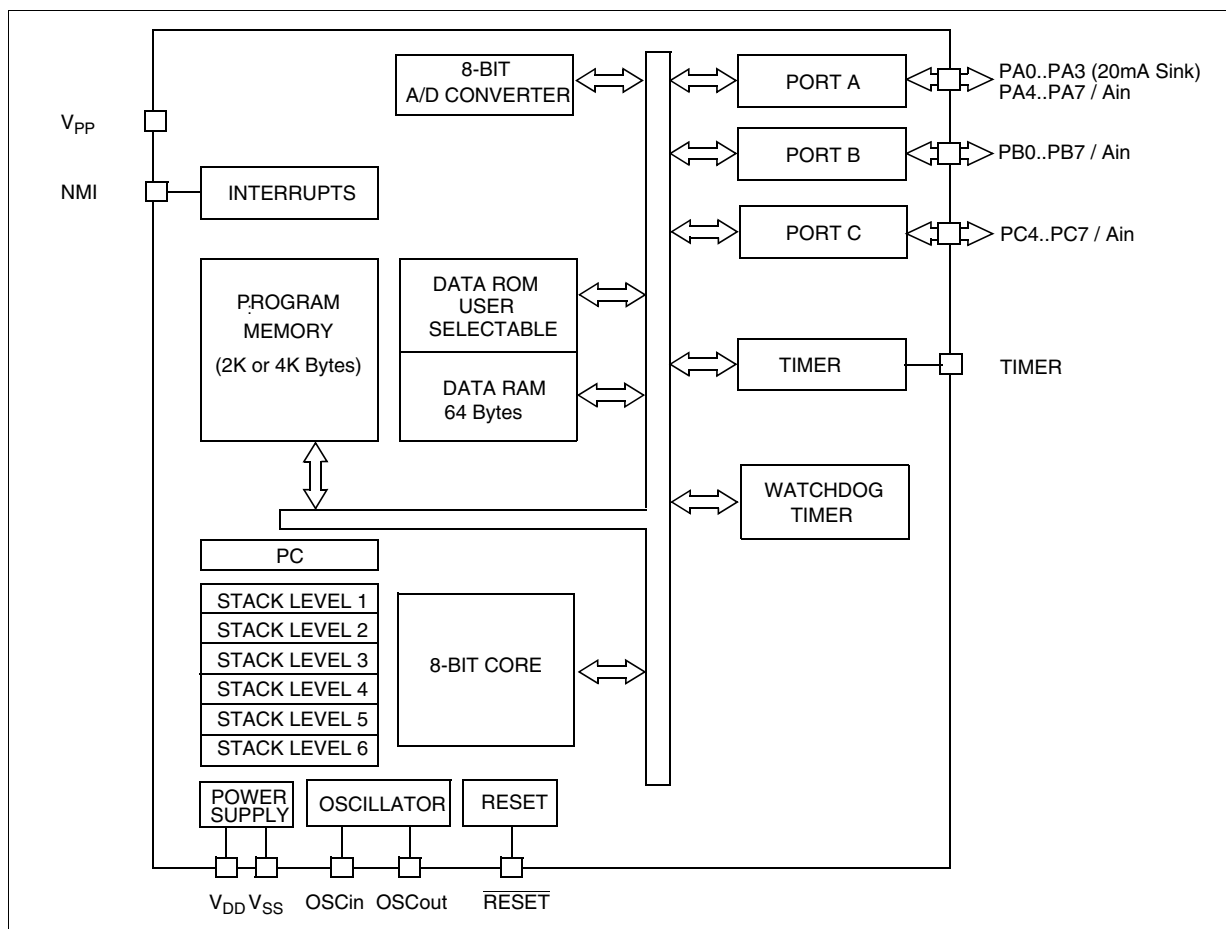 8-BIT
A/D CONVERTER
PORT A
PA0..PA3 (20mA Sink)
PA4..PA7 / Ain
VPP
PORT B
PB0..PB7 / Ain
NMI
INTERRUPTS
PORT C
PC4..PC7 / Ain
PROGRAM
:
MEMORY
(2K or 4K Bytes)
DATA ROM
USER
SELECTABLE
DATA RAM
64 Bytes
TIMER
TIMER
WATCHDOG
TIMER
PC
STACK LEVEL 1
STACK LEVEL 2
STACK LEVEL 3
STACK LEVEL 4
STACK LEVEL 5
STACK LEVEL 6
8-BIT CORE
POWER
SUPPLY
OSCILLATOR
RESET
VDD VSS OSCin OSCout RESET